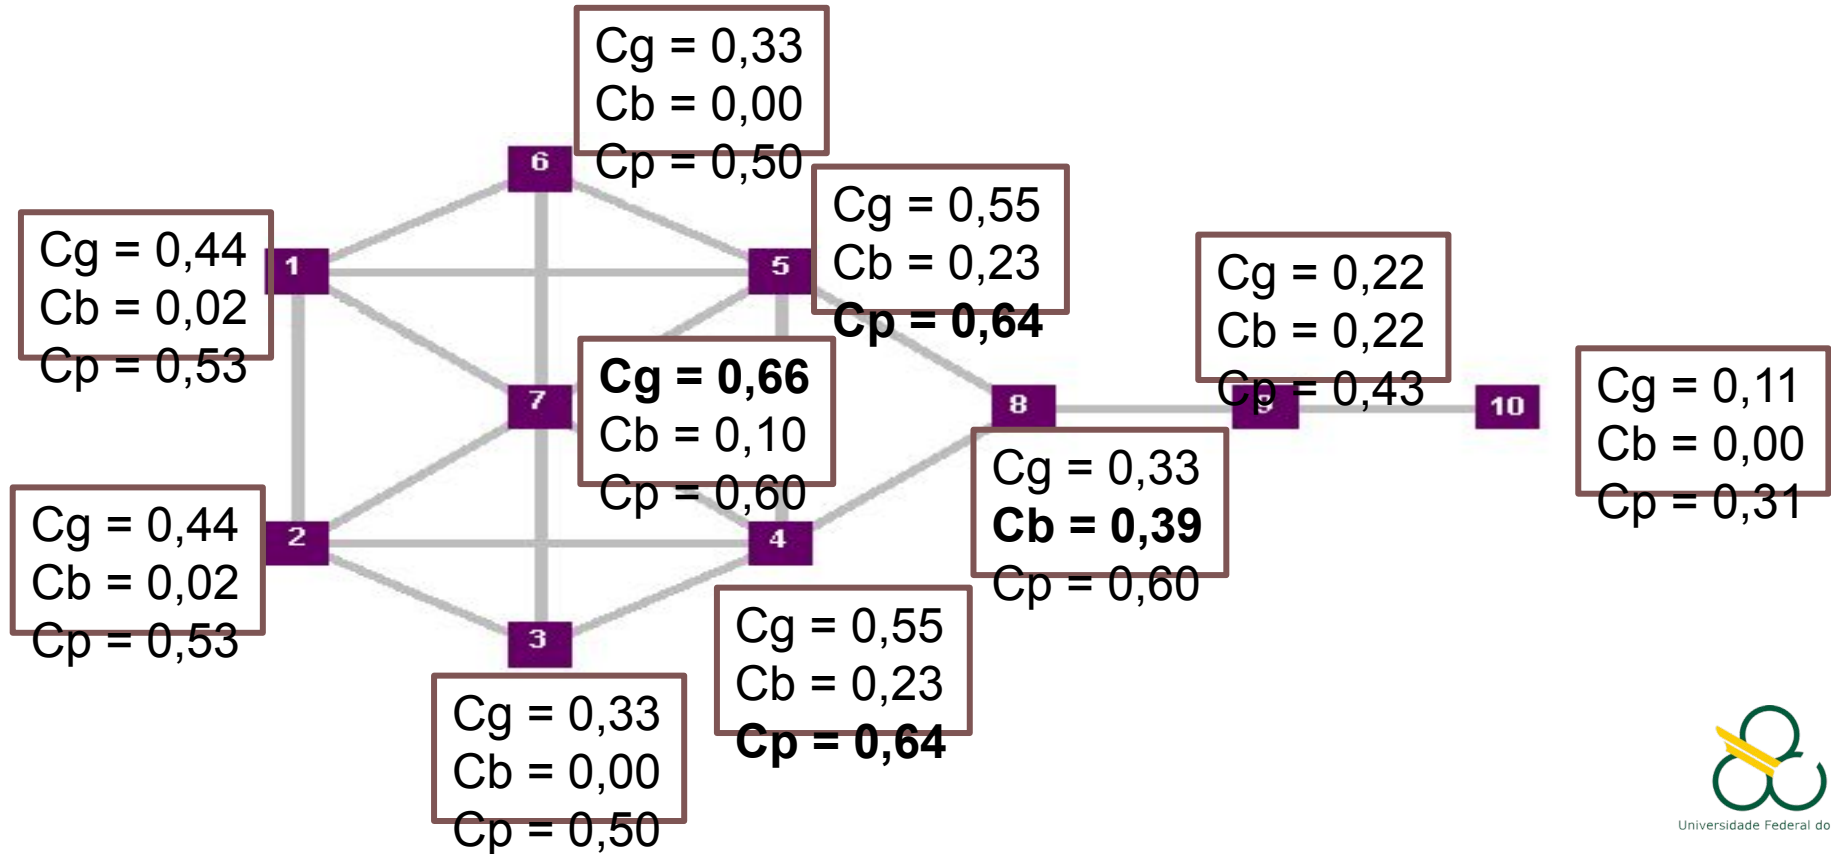 Cg = 0,33
Cb = 0,00
Cp = 0,50
6
Cg = 0,55
Cb = 0,23
Cp = 0,64
5
Cg = 0,44
Cb = 0,02
Cp = 0,53
1
Cg = 0,22
Cb = 0,22
Cp = 0,43
9
Cg = 0,66
Cb = 0,10
Cp = 0,60
7
8
10
Cg = 0,11
Cb = 0,00
Cp = 0,31
Cg = 0,33
Cb = 0,39
Cp = 0,60
Cg = 0,44
Cb = 0,02
Cp = 0,53
2
4
Cg = 0,55
Cb = 0,23
Cp = 0,64
3
Cg = 0,33
Cb = 0,00
Cp = 0,50
Universidade Federal do